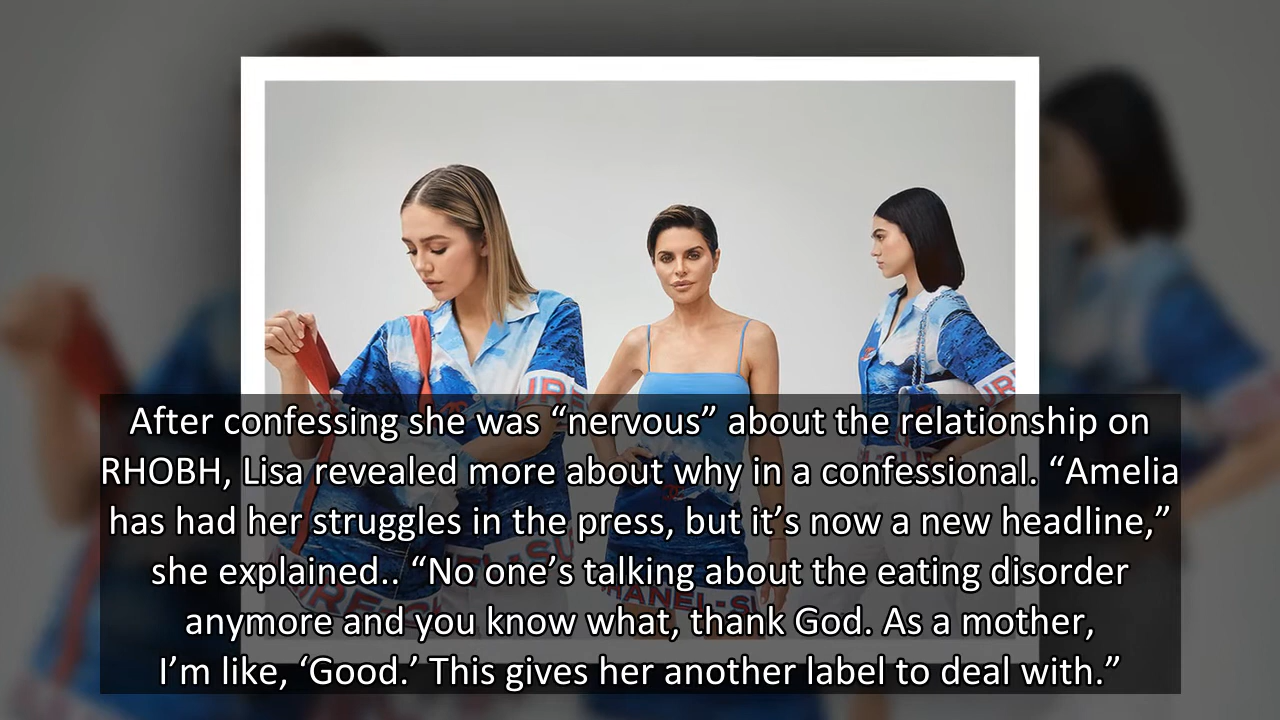 After confessing she was “nervous” about the relationship on
RHOBH, Lisa revealed more about why in a confessional. “Amelia
has had her struggles in the press, but it’s now a new headline,”
she explained.. “No one’s talking about the eating disorder
anymore and you know what, thank God. As a mother,
I’m like, ‘Good.’ This gives her another label to deal with.”